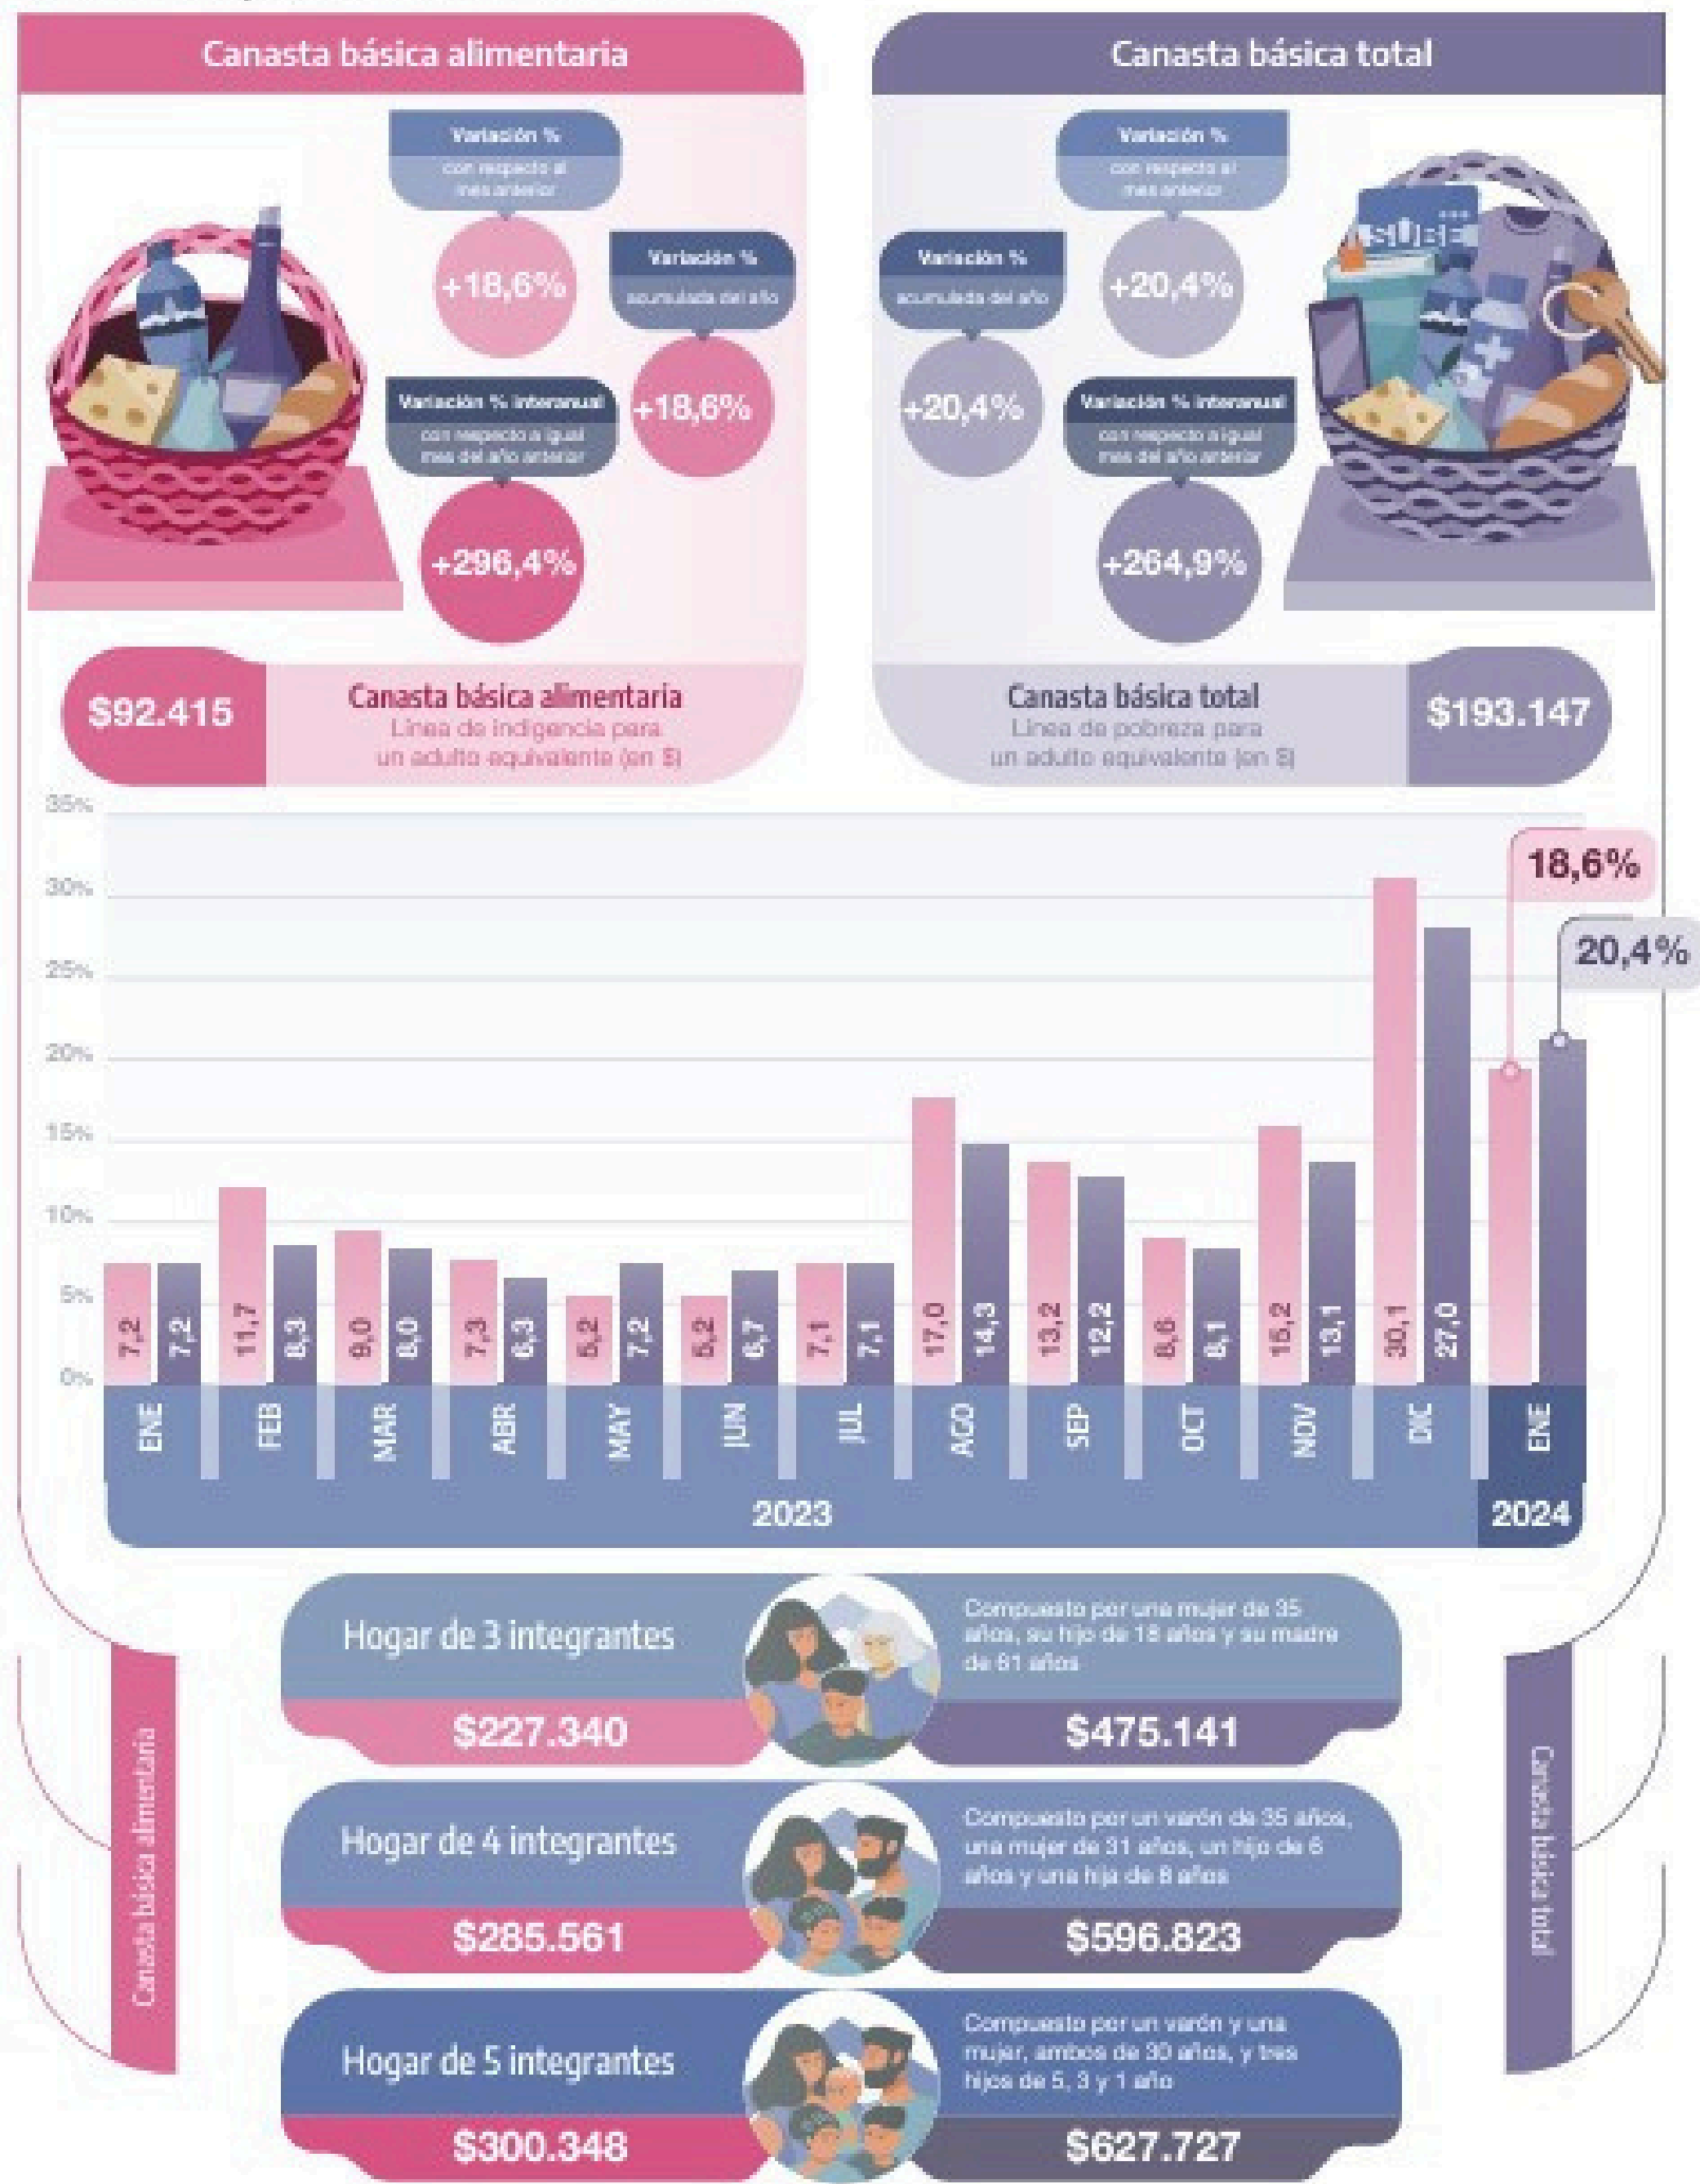 Canasta básica alimentaria
Variación %
con respecto al
mes anterior
+18,6%
Variación %
acumulada del año
+18,6%
Variación % interanual
con respecto a igual
mes del año anterior
+296,4%
$92.415
Canasta básica alimentaria
Línea de indigencia para
un adulto equivalente (en $)
Canasta básica total
Variación %
con respecto al
mes anterior
+20,4%
Variación %
acumulada del año
+20,4%
Variación % interanual
con respecto a igual
mes del año anterior
+264,9%
SUBE
Canasta básica total
Línea de pobreza para
un adulto equivalente (en $)
$193.147
35%
30%
25%
20%
15%
10%
5%
0%
18,6%
20,4%
7,2
7,2
11,7
8,3
9,0
8,0
7,3
6,3
5,2
7,2
5,2
6,7
7,1
7,1
17,0
14,3
13,2
12,2
8,6
8,1
15,2
13,1
30,1
27,0
ENE
FEB
MAR
ABR
MAY
JUN
JUL
AGO
SEP
OCT
NOV
DIC
ENE
2023
2024
Canasta básica alimentaria
Canasta básica total
Hogar de 3 integrantes
Compuesto por una mujer de 35
años, su hijo de 18 años y su madre
de 61 años
$227.340
$475.141
Hogar de 4 integrantes
Compuesto por un varón de 35 años,
una mujer de 31 años, un hijo de 6
años y una hija de 8 años
$285.561
$596.823
Hogar de 5 integrantes
Compuesto por un varón y una
mujer, ambos de 30 años, y tres
hijos de 5, 3 y 1 año
$300.348
$627.727